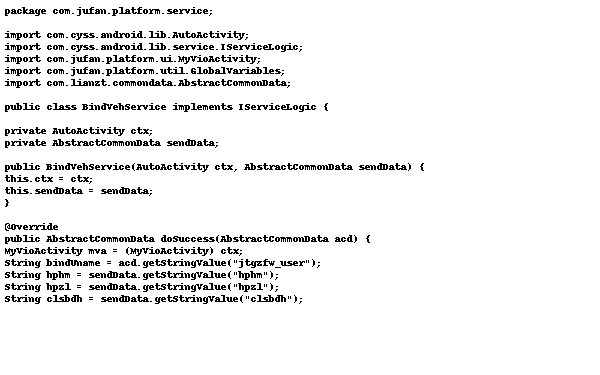 package com.jufan.platform.service;
import com.cyss.android.lib.AutoActivity;
import com.cyss.android.lib.service.IServiceLogic;
import com.jufan.platform.ui.MyVioActivity;
import com.jufan.platform.util.GlobalVariables;
import com.lianzt.commondata.AbstractCommonData;
public class BindVehService implements IServiceLogic {
private AutoActivity ctx;
private AbstractCommonData sendData;
public BindVehService(AutoActivity ctx, AbstractCommonData sendData) {
this.ctx = ctx;
this.sendData = sendData;
}
@Override
public AbstractCommonData doSuccess(AbstractCommonData acd) {
MyVioActivity mva = (MyVioActivity) ctx;
String bindUname = acd.getStringValue("jtgzfw_user");
String hphm = sendData.getStringValue("hphm");
String hpzl = sendData.getStringValue("hpzl");
String clsbdh = sendData.getStringValue("clsbdh");